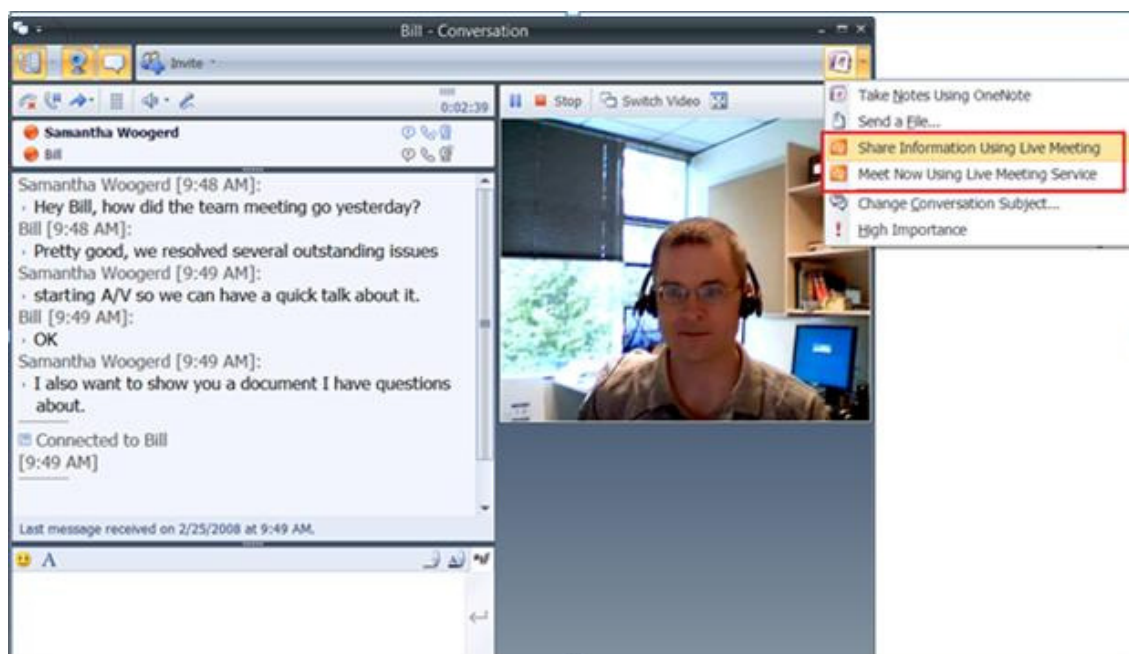 Bill - Conversation
Invite
0:02:39
Stop
Switch Video
Take Notes Using OneNote
Send a File...
Share Information Using Live Meeting
Meet Now Using Live Meeting Service
Change Conversation Subject...
High Importance
Samantha Woogerd
Bill
Samantha Woogerd [9:48 AM]:
Hey Bill, how did the team meeting go yesterday?
Bill [9:48 AM]:
Pretty good, we resolved several outstanding issues
Samantha Woogerd [9:49 AM]:
starting A/V so we can have a quick talk about it.
Bill [9:49 AM]:
OK
Samantha Woogerd [9:49 AM]:
I also want to show you a document I have questions
about.
Connected to Bill
[9:49 AM]
Last message received on 2/25/2008 at 9:49 AM.
A